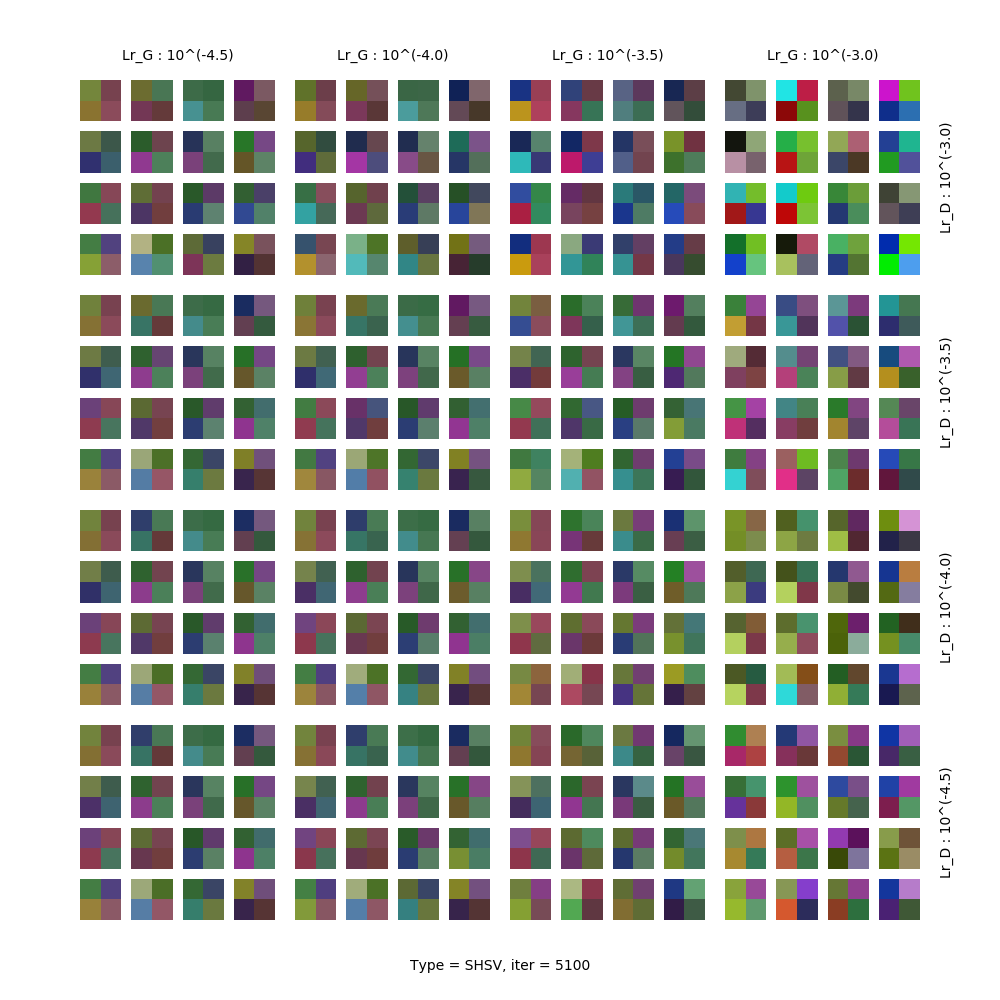 Lr_G : 10^(-4.5)
Lr_G : 10^(-4.0)
Lr_G : 10^(-3.5)
Lr_G : 10^(-3.0)
Lr_D : 10^(-3.0)
Lr_D : 10^(-3.5)
Lr_D : 10^(-4.0)
Lr_D : 10^(-4.5)
Type = SHSV, iter = 5100